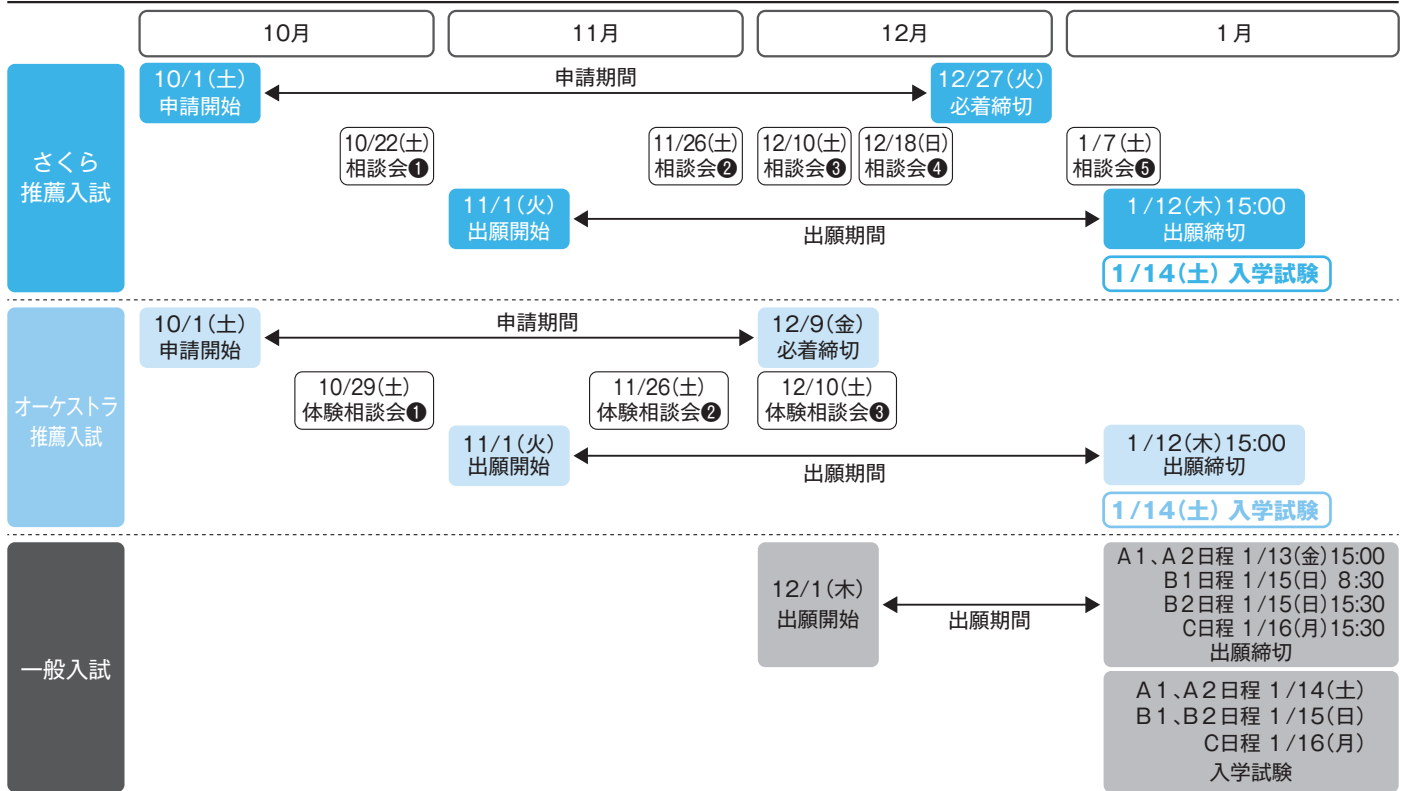 10月
11月
12月
1月
さくら
推薦入試
10/1(土)
申請開始
申請期間
12/27(火)
必着締切
10/22(土)
相談会❶
11/26(土)
相談会❷
12/10(土)
相談会❸
12/18(日)
相談会❹
1/7(土)
相談会❺
11/1(火)
出願開始
出願期間
1/12(木)15:00
出願締切
1/14(土) 入学試験
オーケストラ
推薦入試
10/1(土)
申請開始
申請期間
12/9(金)
必着締切
10/29(土)
体験相談会❶
11/26(土)
体験相談会❷
12/10(土)
体験相談会❸
11/1(火)
出願開始
出願期間
1/12(木)15:00
出願締切
1/14(土) 入学試験
一般入試
12/1(木)
出願開始
出願期間
A1、A2日程 1/13(金)15:00
B1日程 1/15(日) 8:30
B2日程 1/15(日)15:30
C日程 1/16(月)15:30
出願締切
A1、A2日程 1/14(土)
B1、B2日程 1/15(日)
C日程 1/16(月)
入学試験